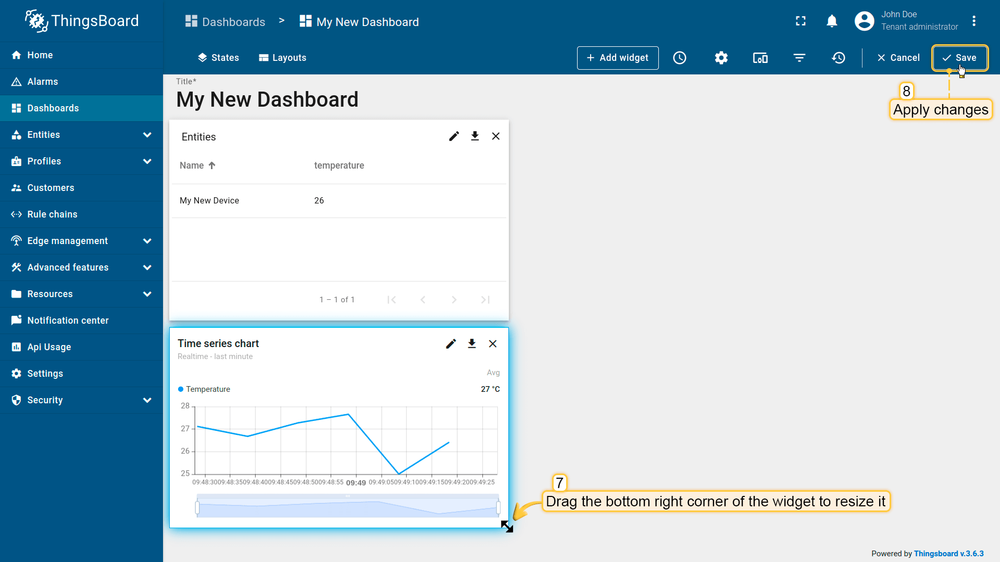 ThingsBoard
Dashboards > My New Dashboard
John Doe
Tenant administrator
Home
Alarms
Dashboards
Entities
Profiles
Customers
Rule chains
Edge management
Advanced features
Resources
Notification center
Api Usage
Settings
Security
States Layouts + Add widget Cancel Save
8
Apply changes
Title*
My New Dashboard
Entities
Name temperature
My New Device 26
1 – 1 of 1
Time series chart
Realtime - last minute
Avg
Temperature 27 °C
28
27
26
25
09:48:30 09:48:35 09:48:40 09:48:45 09:48:50 09:48:55 09:49 09:49:05 09:49:10 09:49:15 09:49:20 09:49:25
7
Drag the bottom right corner of the widget to resize it
Powered by Thingsboard v.3.6.3